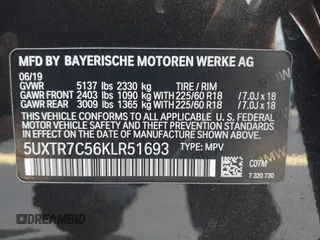 MFD BY BAYERISCHE MOTOREN WERKE AG
06/19
GVWR 5137 lbs 2330 kg TIRE / RIM
GAWR FRONT 2403 lbs 1090 kg WITH 225/60 R18 / 7.0J x 18
GAWR REAR 3009 lbs 1365 kg WITH 225/60 R18 / 7.0J x 18
THIS VEHICLE CONFORMS TO ALL APPLICABLE
U.S. FEDERAL MOTOR VEHICLE SAFETY, BUMPER, AND
THEFT PREVENTION STANDARDS IN EFFECT ON THE DATE
OF MANUFACTURE SHOWN ABOVE.
5UXTR7C56KLR51693 TYPE: MPV
7 320 730
DREAMBID